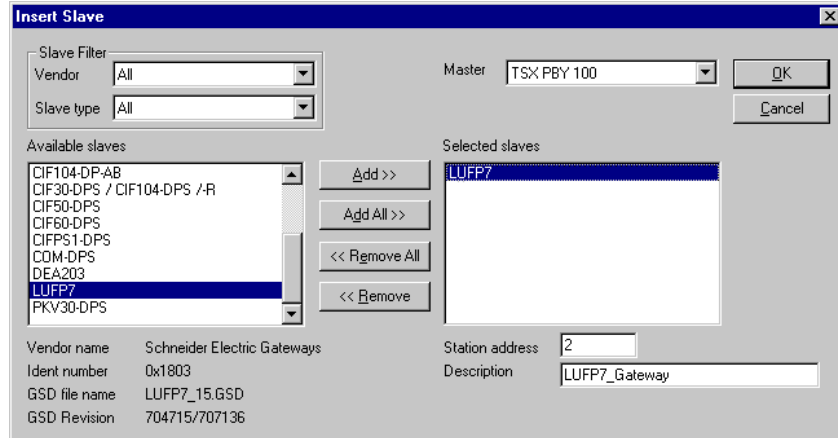 Insert Slave
Slave Filter
Vendor All
Slave type All
Master TSX PBY 100
OK
Cancel
Available slaves
CIF104-DP-AB
CIF30-DPS / CIF104-DPS /-R
CIF50-DPS
CIF60-DPS
CIFPS1-DPS
COM-DPS
DEA203
LUFP7
PKV30-DPS
Add >>
Add All >>
<< Remove All
<< Remove
Selected slaves
LUFP7
Vendor name Schneider Electric Gateways
Ident number 0x1803
GSD file name LUFP7_15.GSD
GSD Revision 704715/707136
Station address 2
Description LUFP7_Gateway